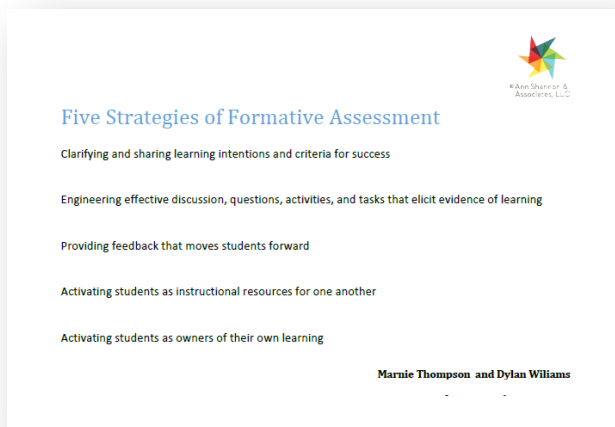 ©Ann Shannon &
Associates, LLC
Five Strategies of Formative Assessment
Clarifying and sharing learning intentions and criteria for success
Engineering effective discussion, questions, activities, and tasks that elicit evidence of learning
Providing feedback that moves students forward
Activating students as instructional resources for one another
Activating students as owners of their own learning
Marnie Thompson and Dylan Wiliams